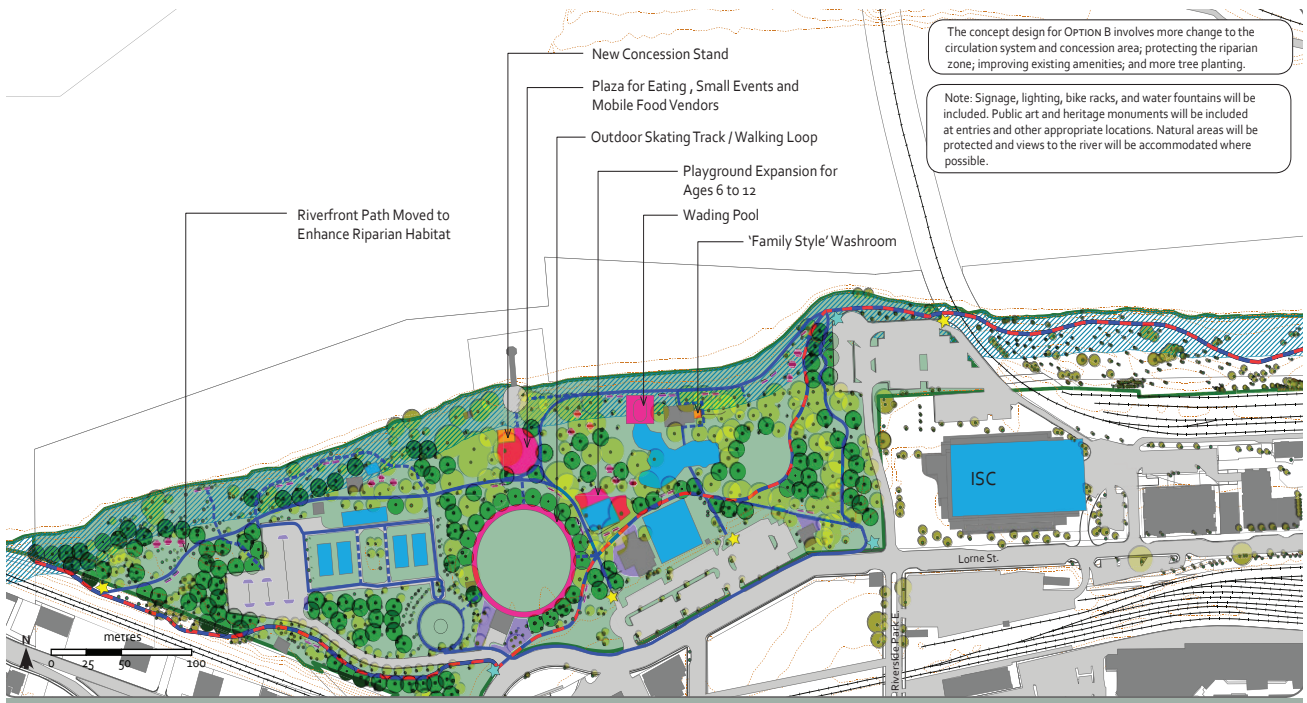 The concept design for OPTION B involves more change to the
circulation system and concession area; protecting the riparian
zone; improving existing amenities; and more tree planting.
Note: Signage, lighting, bike racks, and water fountains will be
included. Public art and heritage monuments will be included
at entries and other appropriate locations. Natural areas will be
protected and views to the river will be accommodated where
possible.
New Concession Stand
Plaza for Eating , Small Events and
Mobile Food Vendors
Outdoor Skating Track / Walking Loop
Playground Expansion for
Ages 6 to 12
Wading Pool
‘Family Style’ Washroom
Riverfront Path Moved to
Enhance Riparian Habitat
ISC
Lorne St.
Riverside Park L
N
metres
0 25 50 100